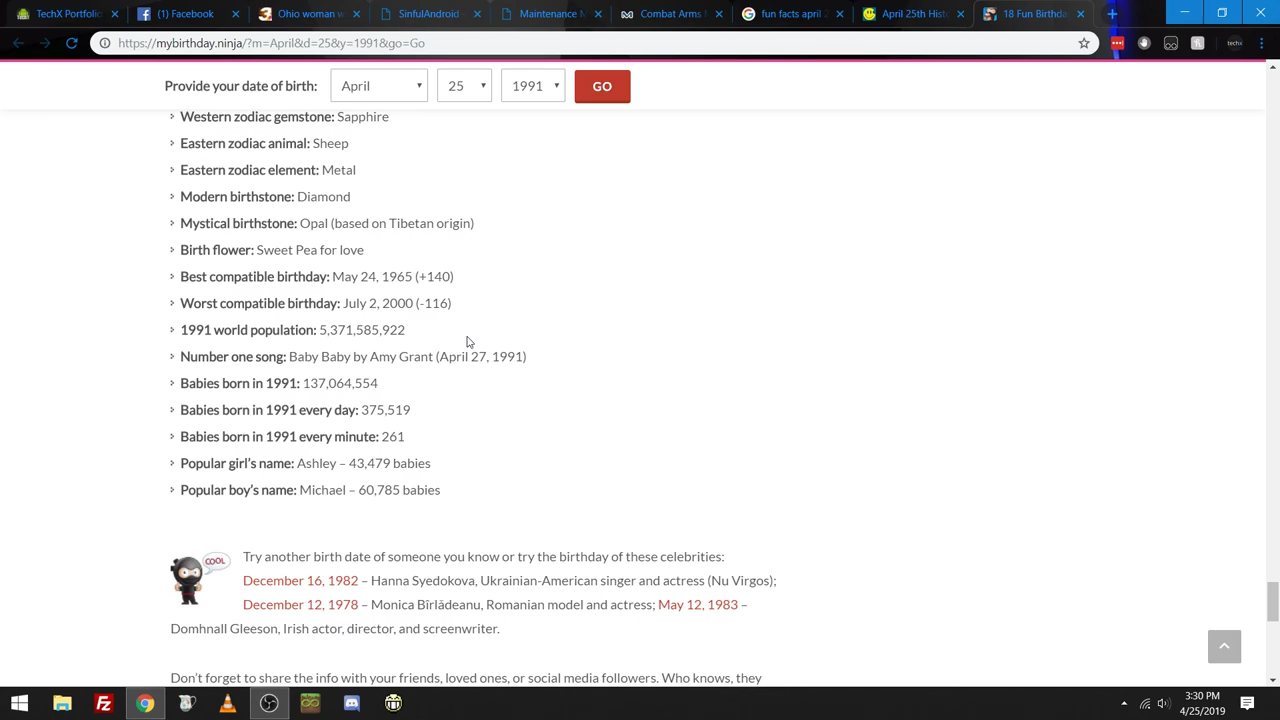 TechX Portfolio
(1) Facebook
Ohio woman w
SinfulAndroid -
Maintenance M
Combat Arms
fun facts april 2
April 25th Hist
18 Fun Birthda
https://mybirthday.ninja/?m=April&d=25&y=1991&go=Go
techx
Provide your date of birth: April 25 1991 GO
Western zodiac gemstone: Sapphire
Eastern zodiac animal: Sheep
Eastern zodiac element: Metal
Modern birthstone: Diamond
Mystical birthstone: Opal (based on Tibetan origin)
Birth flower: Sweet Pea for love
Best compatible birthday: May 24, 1965 (+140)
Worst compatible birthday: July 2, 2000 (-116)
1991 world population: 5,371,585,922
Number one song: Baby Baby by Amy Grant (April 27, 1991)
Babies born in 1991: 137,064,554
Babies born in 1991 every day: 375,519
Babies born in 1991 every minute: 261
Popular girl's name: Ashley – 43,479 babies
Popular boy's name: Michael – 60,785 babies
COOL
Try another birth date of someone you know or try the birthday of these celebrities:
December 16, 1982 – Hanna Syedokova, Ukrainian-American singer and actress (Nu Virgos);
December 12, 1978 – Monica Bîrlădeanu, Romanian model and actress; May 12, 1983 –
Domhnall Gleeson, Irish actor, director, and screenwriter.
Don't forget to share the info with your friends, loved ones, or social media followers. Who knows, they
3:30 PM
4/25/2019